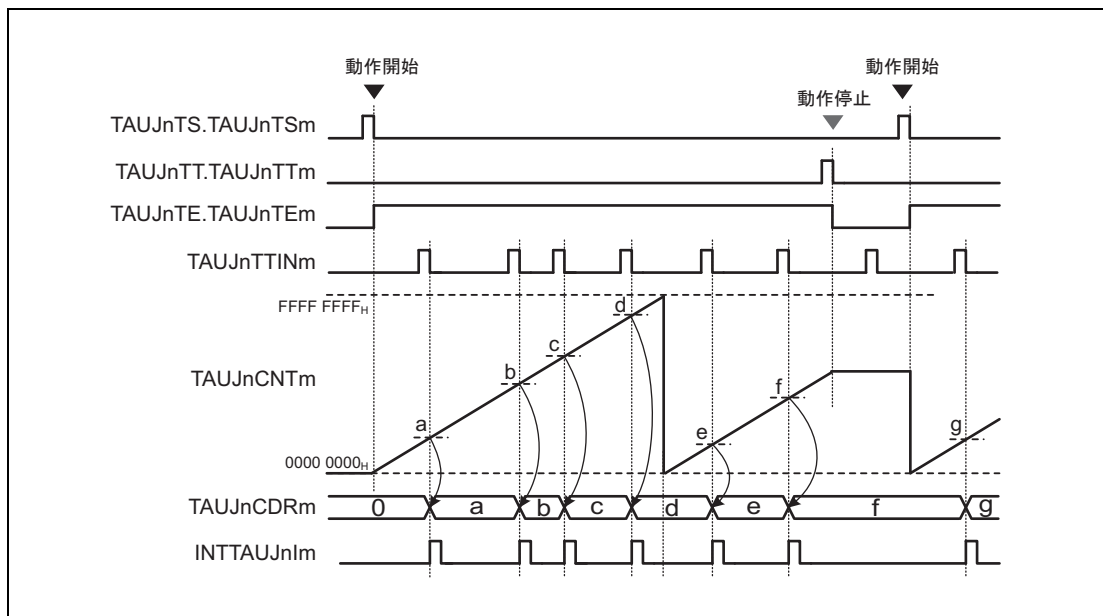 動作開始
動作開始
動作停止
TAUJnTS.TAUJnTSm
TAUJnTT.TAUJnTTm
TAUJnTE.TAUJnTEm
TAUJnTTINm
FFFF FFFFH
d
c
b
f
TAUJnCNTm
a
e
g
0000 0000H
TAUJnCDRm
0 a b c d e f g
INTTAUJnIm